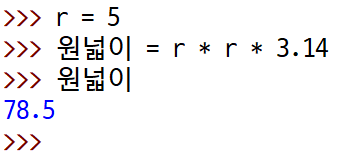 >>> r = 5
>>> 원넓이 = r * r * 3.14
>>> 원넓이
78.5
>>>